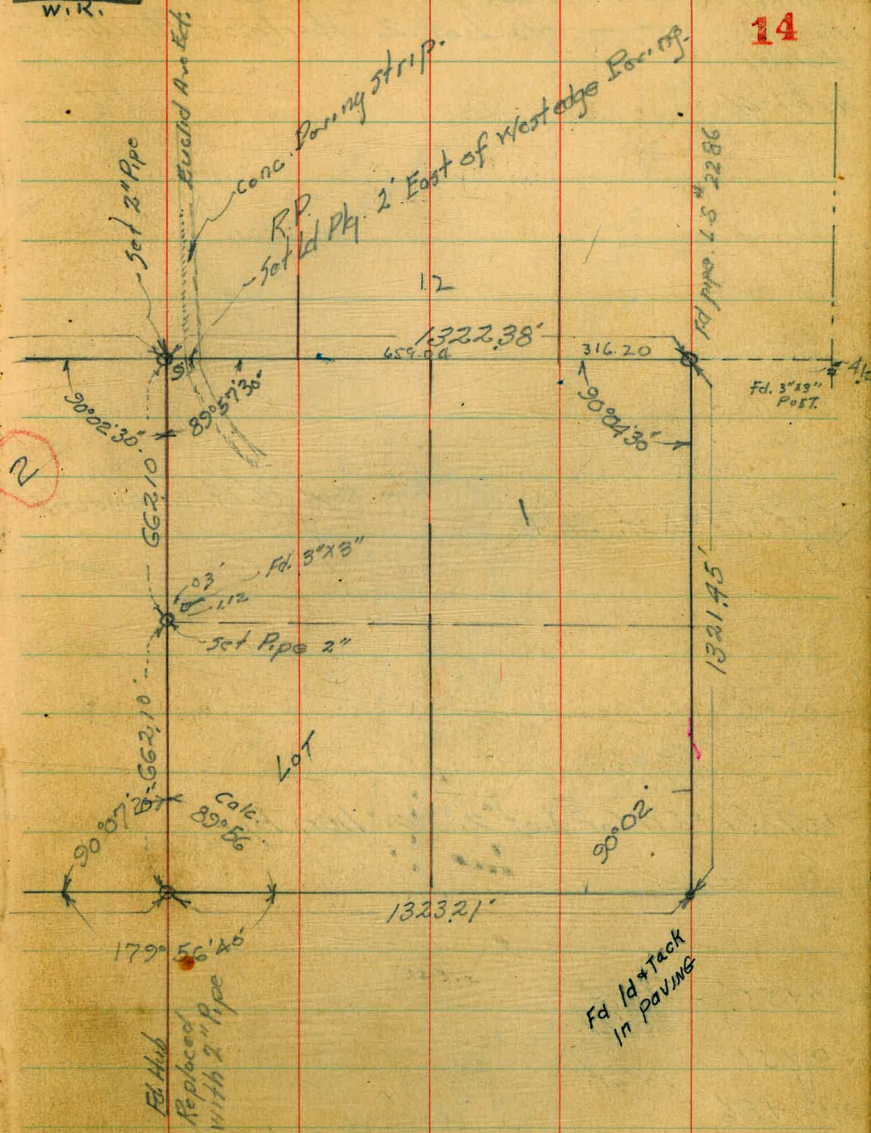 W.K.
14
Euclid Ave Ext.
Set 2" Pipe
Conc. Paving strip.
R.P.
Set Ld Plg. 2' East of West edge Paving.
Fd pipe L.S # 2286
12
1322.38'
659.04
316.20
Fd. 3"x3"
Post.
90°02'30"
89°57'30"
90°04'30"
2
662.10'
1
.03'
1.12
Fd. 3"x3"
Set Pipe 2"
1321.45'
662.10'
LOT
Calc.
89°56
90°02'
1323.21'
179°56'40"
Fd Ld & Tack
in paving
Fd. Hub
Replaced
with 2" Pipe